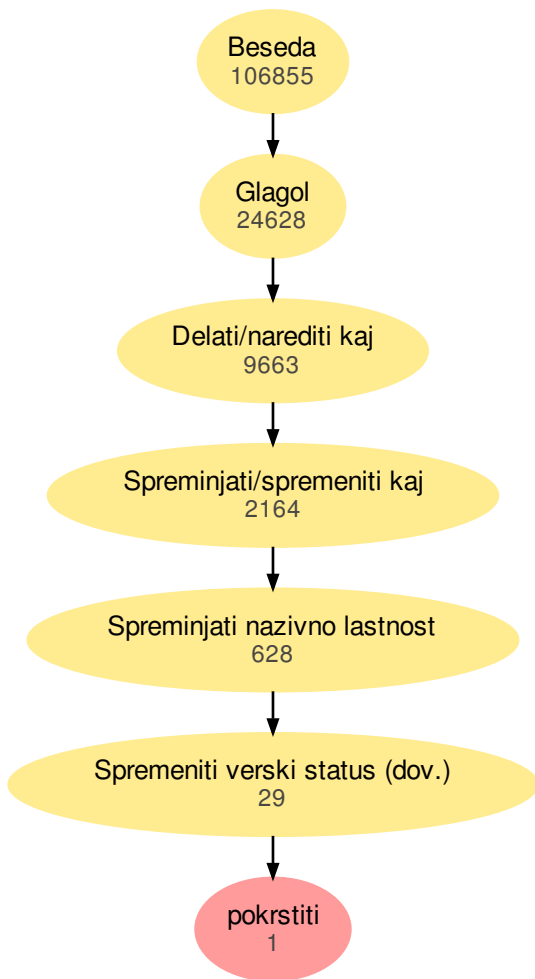 Beseda
106855
Glagol
24628
Delati/narediti kaj
9663
Spreminjati/spremeniti kaj
2164
Spreminjati nazivno lastnost
628
Spremeniti verski status (dov.)
29
pokrstiti
1